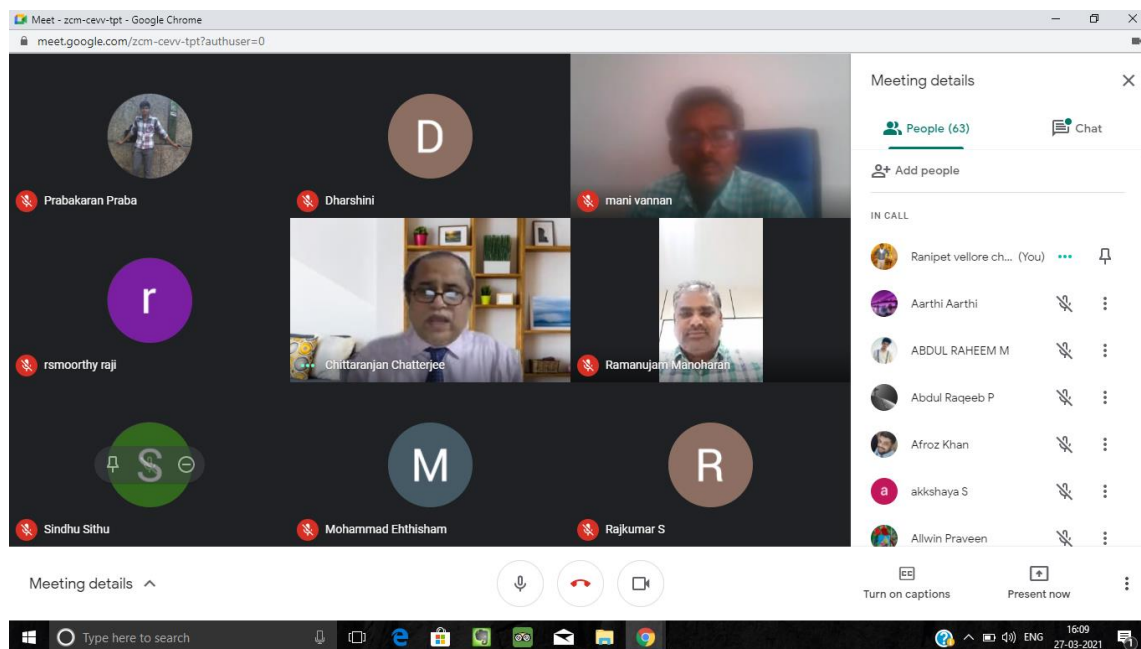 Meet - zcm-cevv-tpt - Google Chrome
meet.google.com/zcm-cevv-tpt?authuser=0
Prabakaran Praba
D
Dharshini
mani vannan
r
rsmoorthy raji
Chittaranjan Chatterjee
Ramanujam Manoharan
S
Sindhu Sithu
M
Mohammad Ehthisham
R
Rajkumar S
Meeting details
People (63)
Chat
Add people
IN CALL
Ranipet vellore ch... (You)
Aarthi Aarthi
ABDUL RAHEEM M
Abdul Raqeeb P
Afroz Khan
a
akkshaya S
Allwin Praveen
Meeting details
CC
Turn on captions
Present now
Type here to search
ENG
16:09
27-03-2021